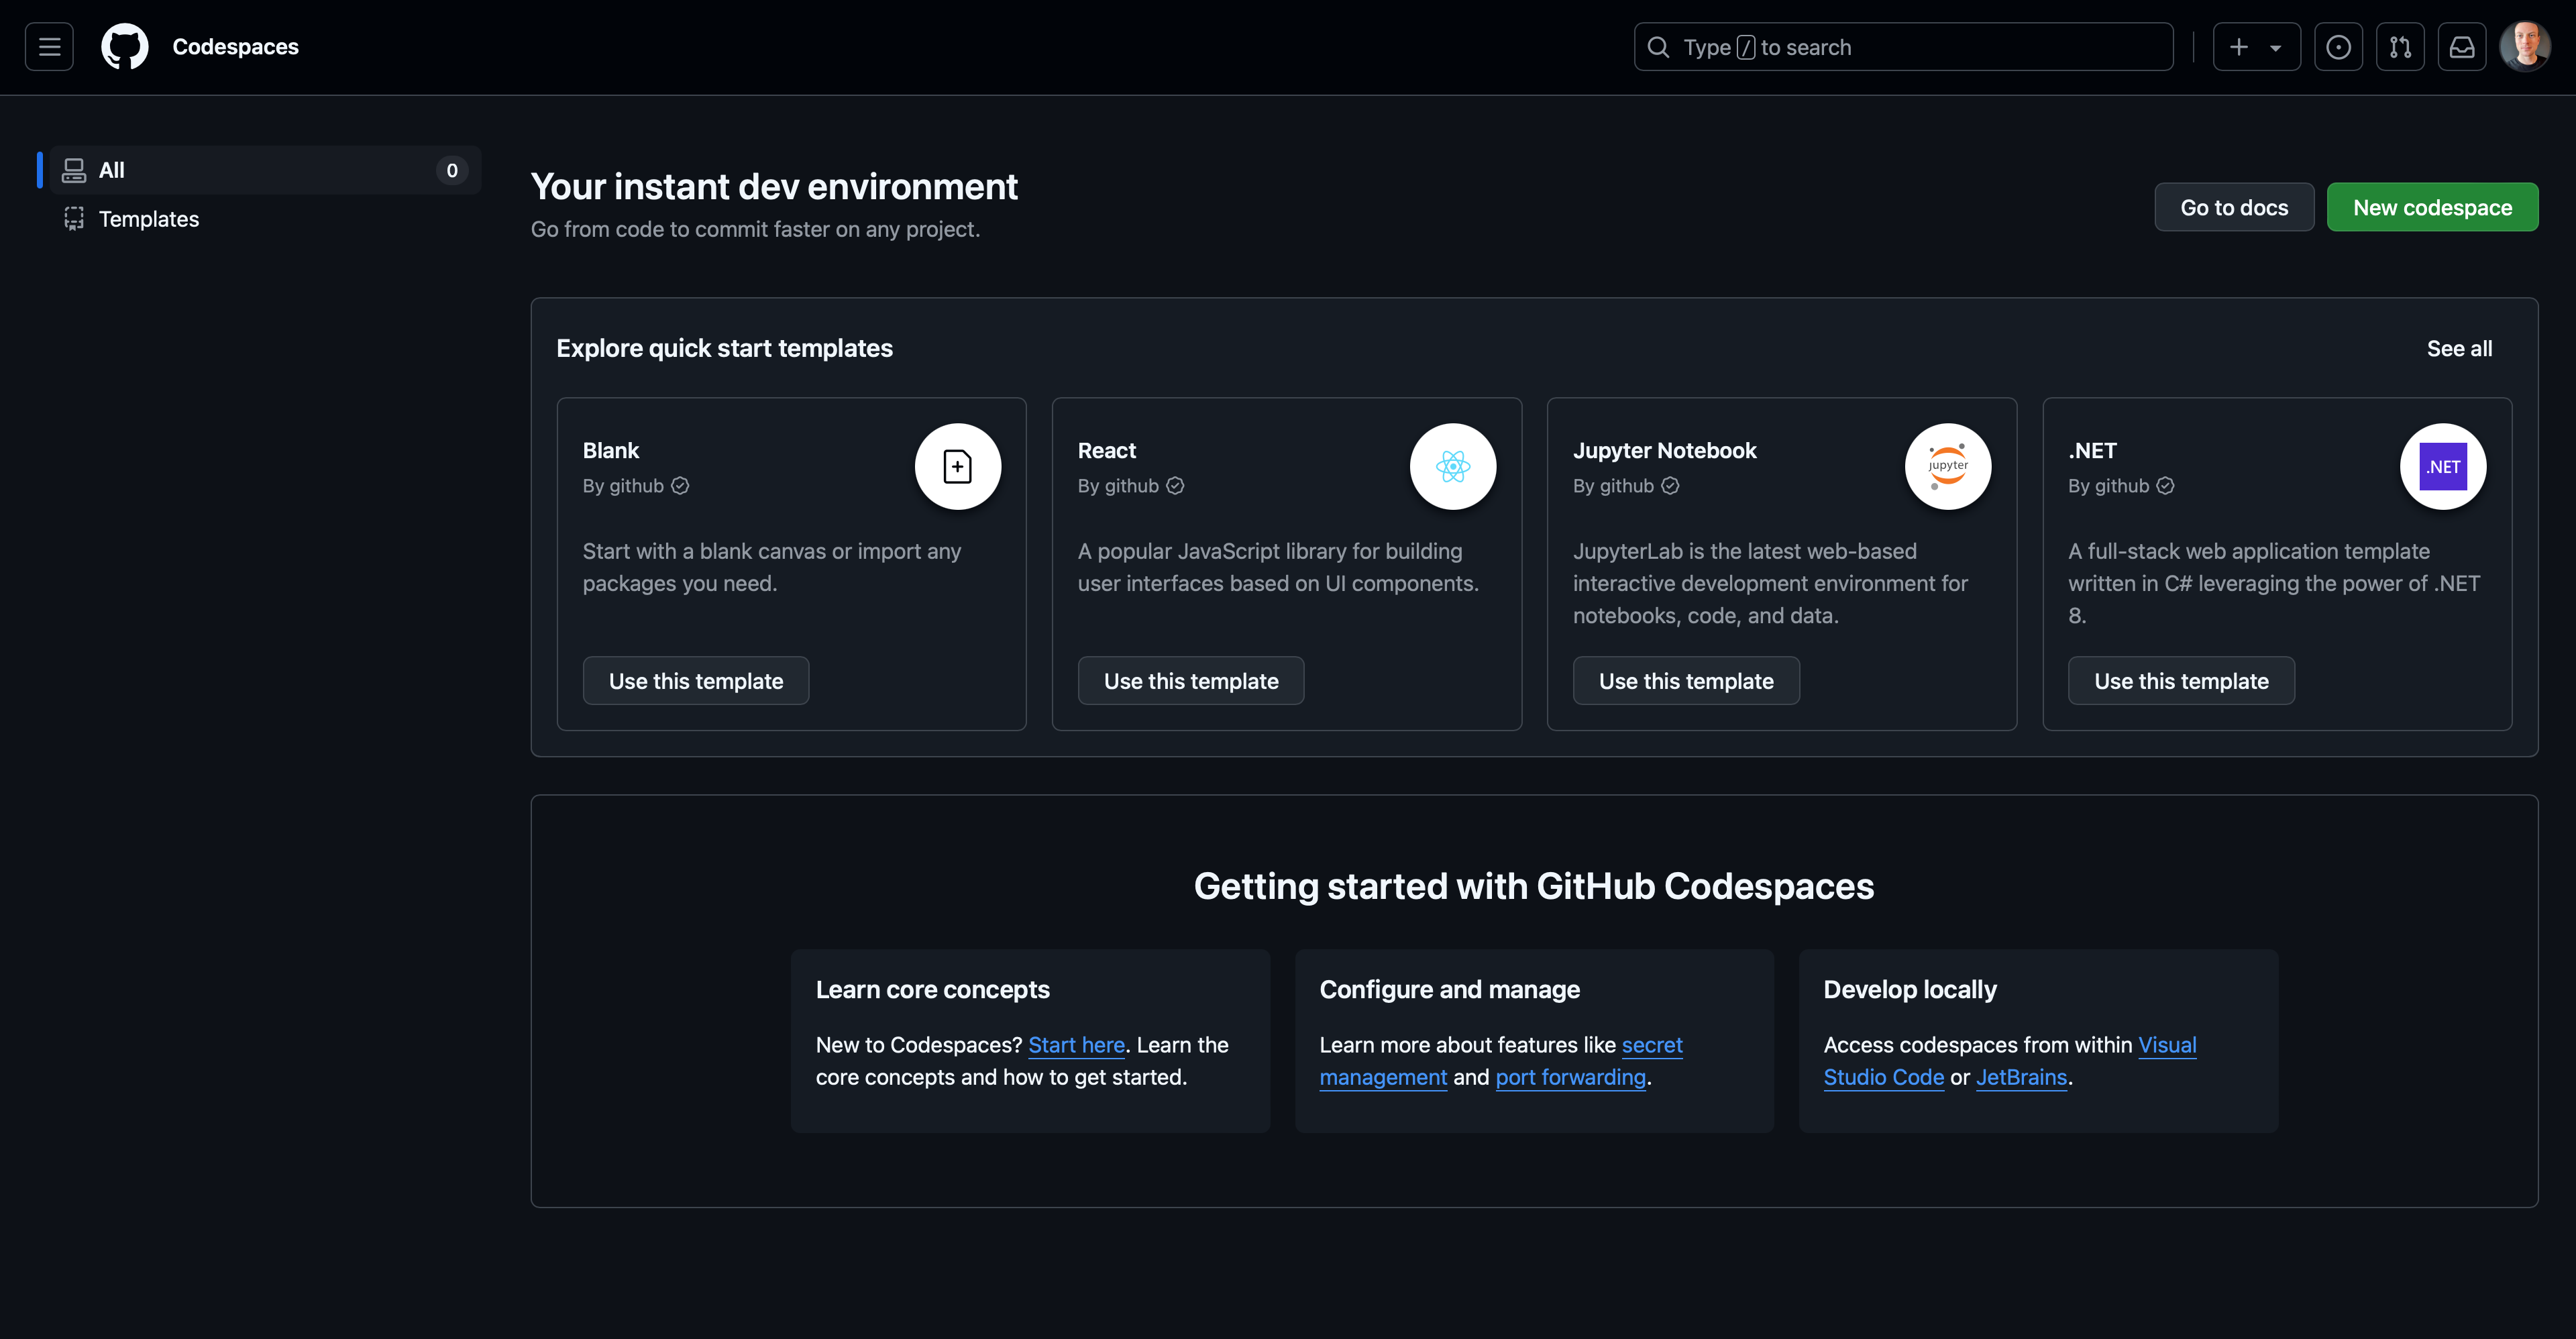 Codespaces
Type / to search
All
0
Templates
Your instant dev environment
Go from code to commit faster on any project.
Go to docs
New codespace
Explore quick start templates
See all
Blank
By github
Start with a blank canvas or import any
packages you need.
Use this template
React
By github
A popular JavaScript library for building
user interfaces based on UI components.
Use this template
Jupyter Notebook
By github
jupyter
JupyterLab is the latest web-based
interactive development environment for
notebooks, code, and data.
Use this template
.NET
By github
.NET
A full-stack web application template
written in C# leveraging the power of .NET
8.
Use this template
Getting started with GitHub Codespaces
Learn core concepts
New to Codespaces? Start here. Learn the
core concepts and how to get started.
Configure and manage
Learn more about features like secret
management and port forwarding.
Develop locally
Access codespaces from within Visual
Studio Code or JetBrains.